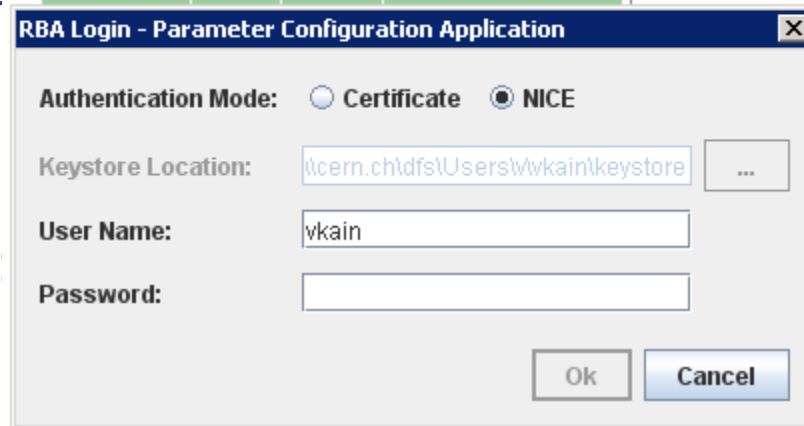 RBA Login - Parameter Configuration Application
Authentication Mode: Certificate NICE
Keystore Location: \\cern.ch\dfs\Users\v\vkain\keystore ...
User Name: vkain
Password:
Ok Cancel